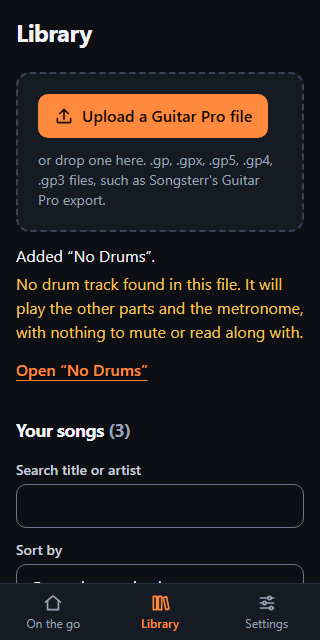 Library
Upload a Guitar Pro file
or drop one here. .gp, .gpx, .gp5, .gp4,
.gp3 files, such as Songsterr's Guitar
Pro export.
Added “No Drums”.
No drum track found in this file. It will
play the other parts and the metronome,
with nothing to mute or read along with.
Open “No Drums”
Your songs (3)
Search title or artist
Sort by
On the go
Library
Settings